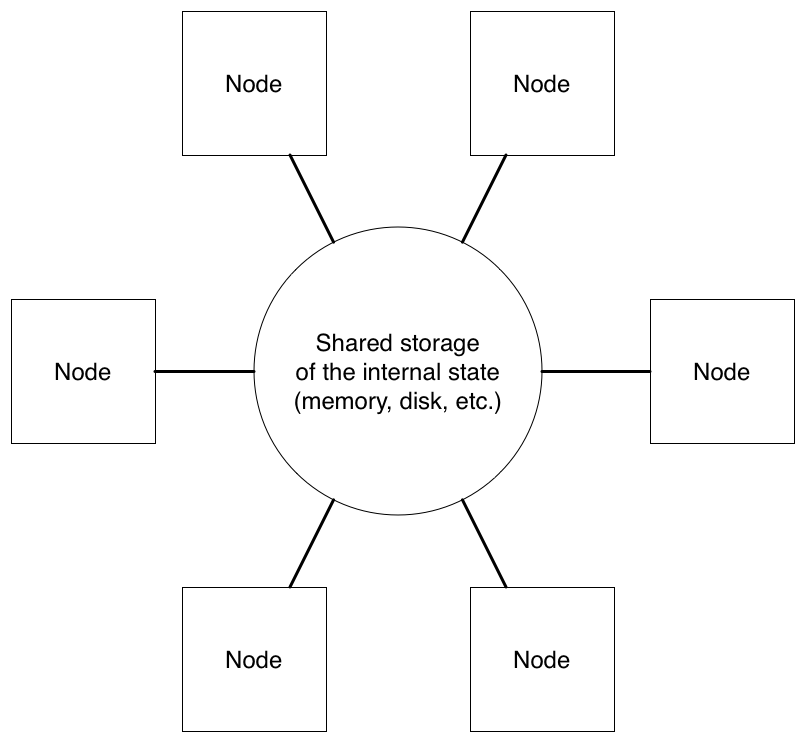 Node
Node
Node
Shared storage
of the internal state
(memory, disk, etc.)
Node
Node
Node